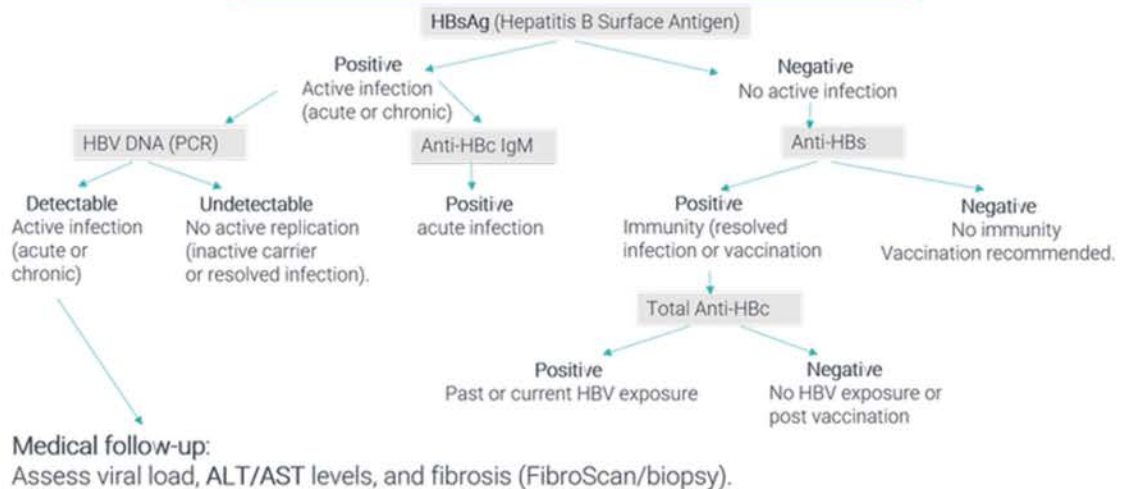 HBsAg (Hepatitis B Surface Antigen)
Positive
Active infection
(acute or chronic)
Negative
No active infection
HBV DNA (PCR)
Anti-HBc IgM
Anti-HBs
Detectable
Active infection
(acute or
chronic)
Undetectable
No active replication
(inactive carrier
or resolved infection).
Positive
acute infection
Positive
Immunity (resolved
infection or vaccination
Negative
No immunity
Vaccination recommended.
Total Anti-HBc
Positive
Past or current HBV exposure
Negative
No HBV exposure or
post vaccination
Medical follow-up:
Assess viral load, ALT/AST levels, and fibrosis (FibroScan/biopsy).